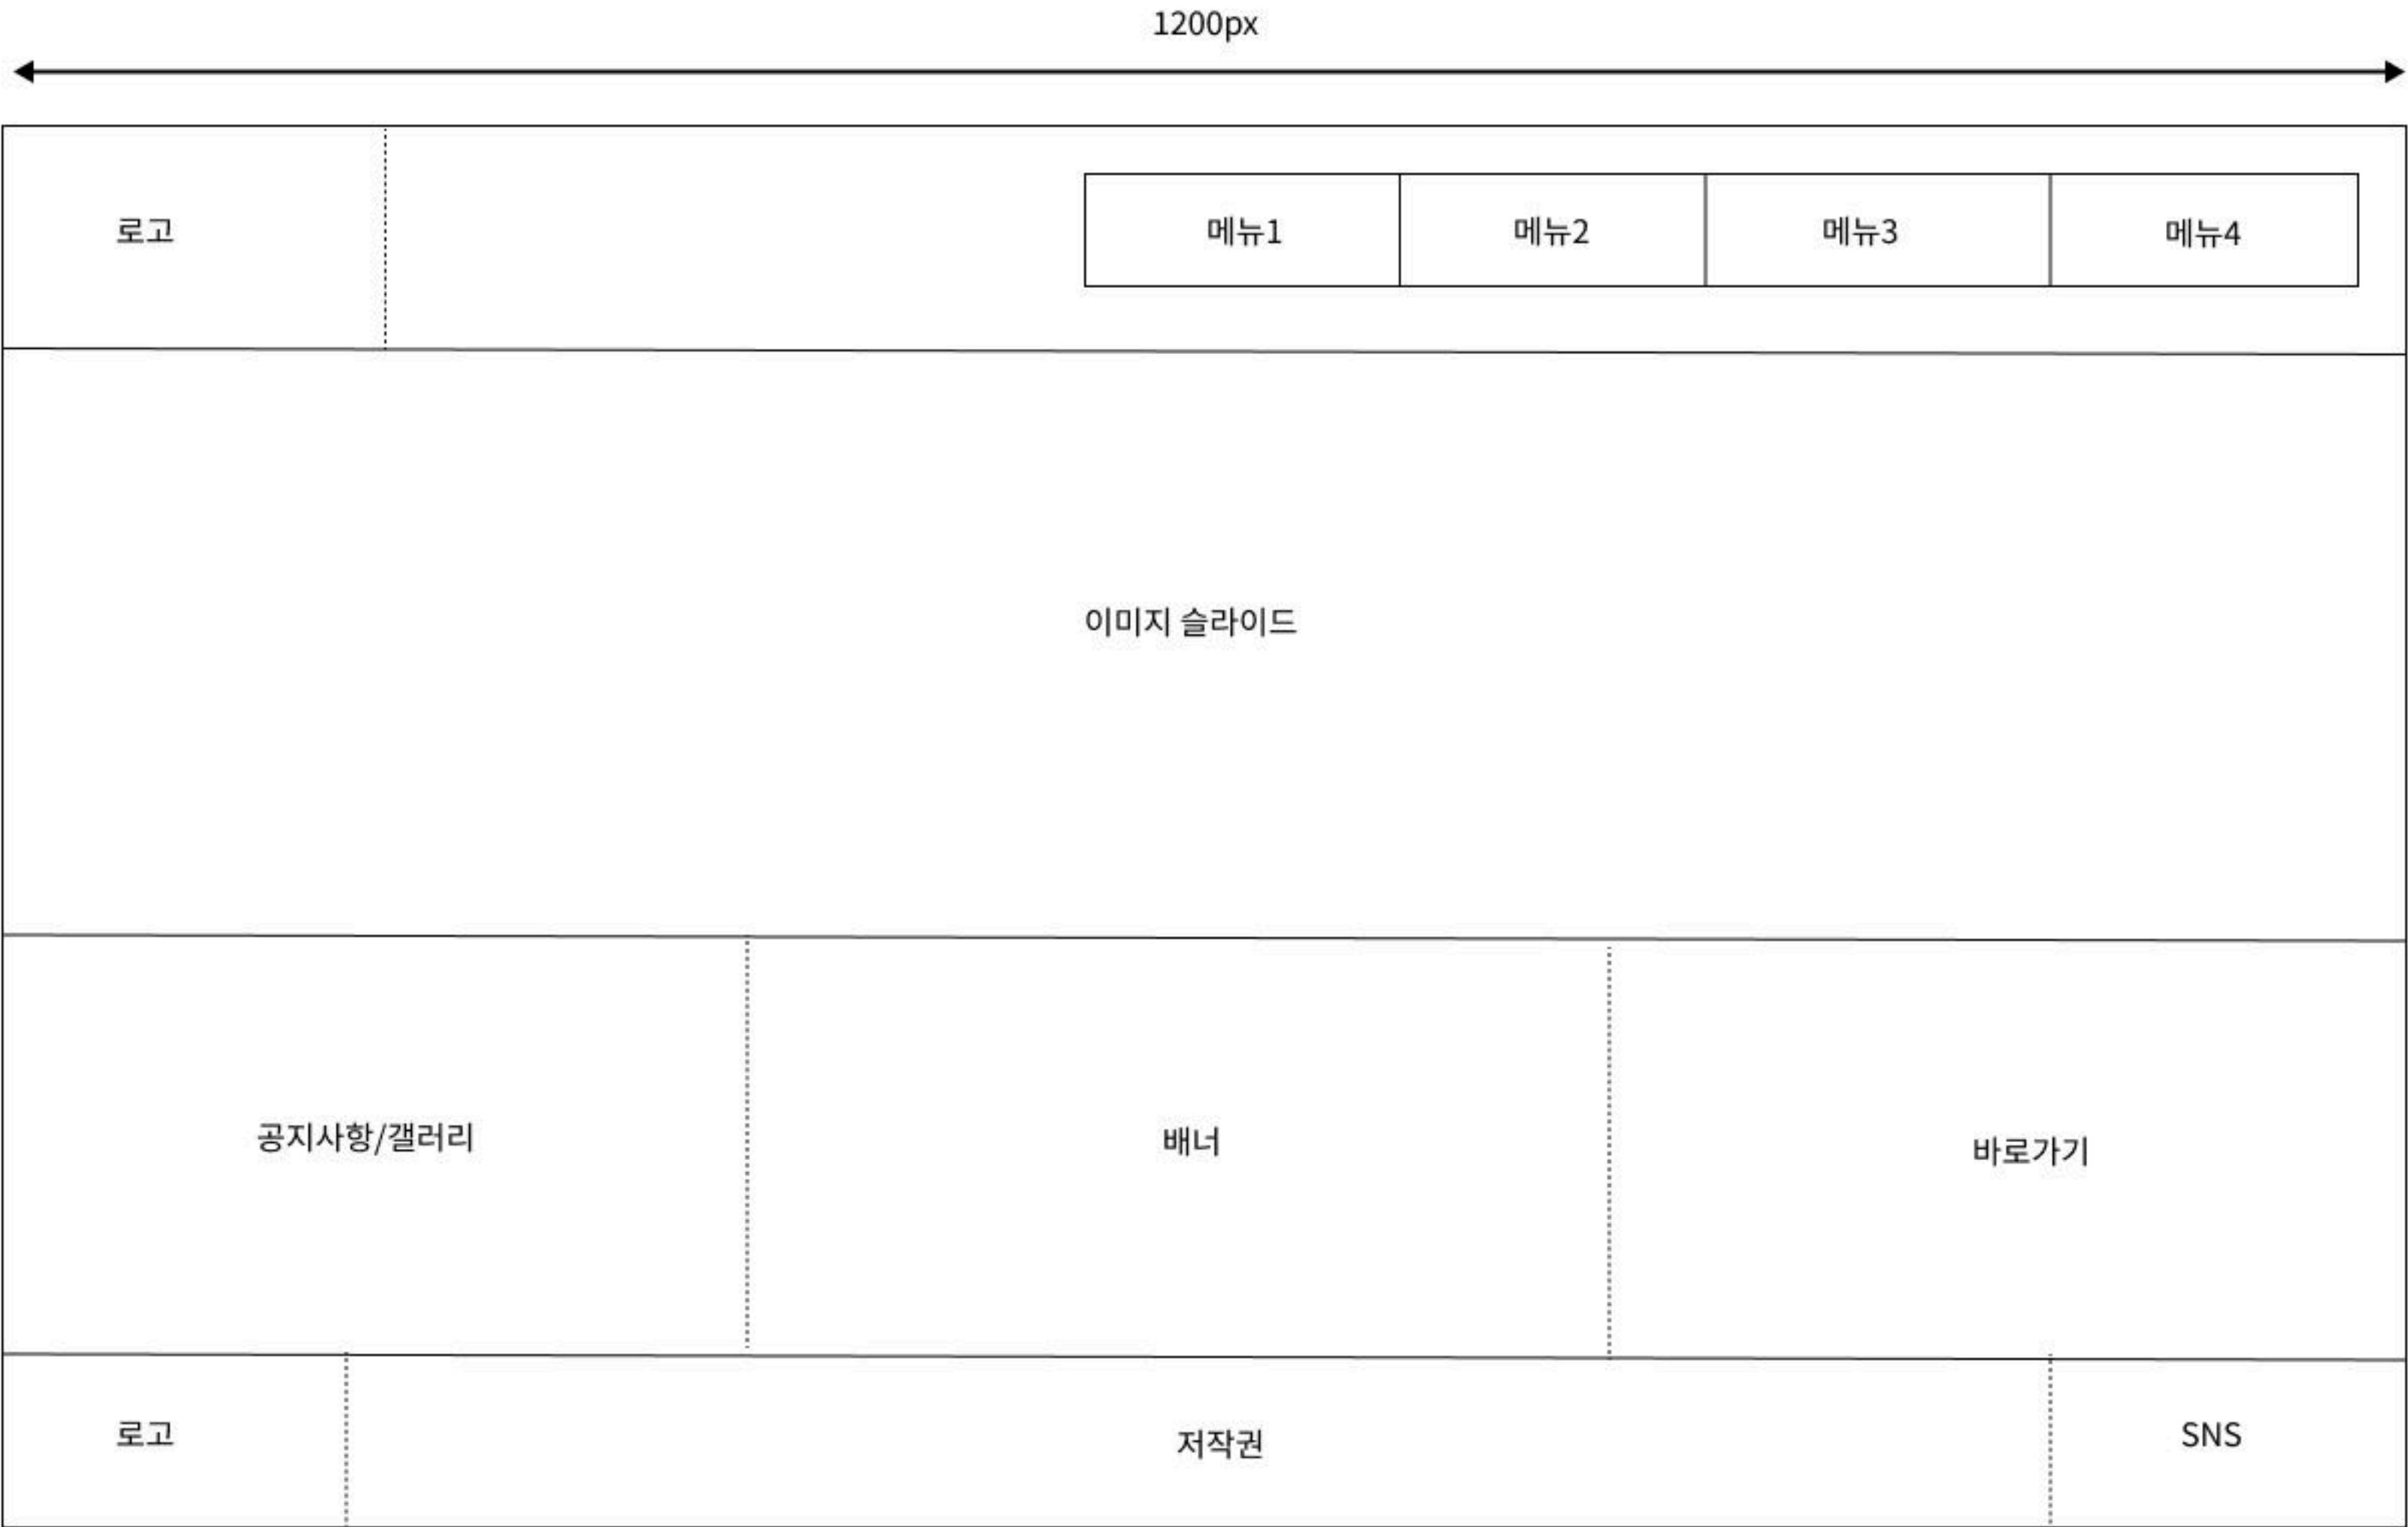 1200px
로고
메뉴1
메뉴2
메뉴3
메뉴4
이미지 슬라이드
공지사항/갤러리
배너
바로가기
로고
저작권
SNS